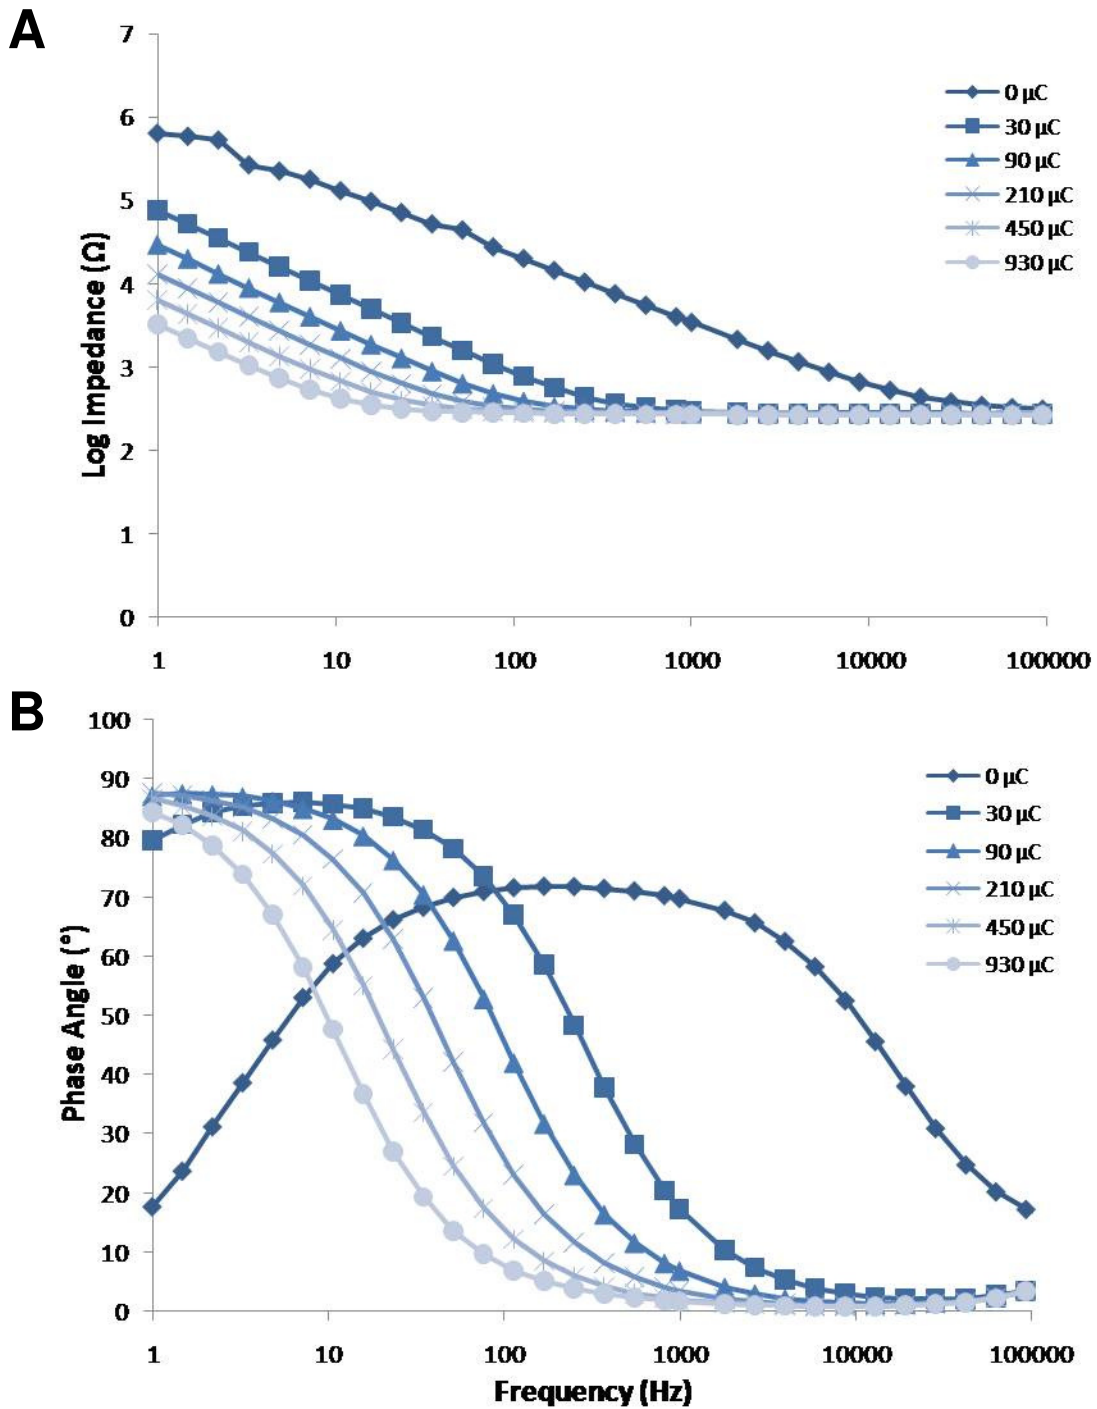 A
7
6
5
4
3
2
1
0
Log Impedance (Ω)
0 µC
30 µC
90 µC
210 µC
450 µC
930 µC
1 10 100 1000 10000 100000
B
100
90
80
70
60
50
40
30
20
10
0
Phase Angle (°)
0 µC
30 µC
90 µC
210 µC
450 µC
930 µC
1 10 100 1000 10000 100000
Frequency (Hz)